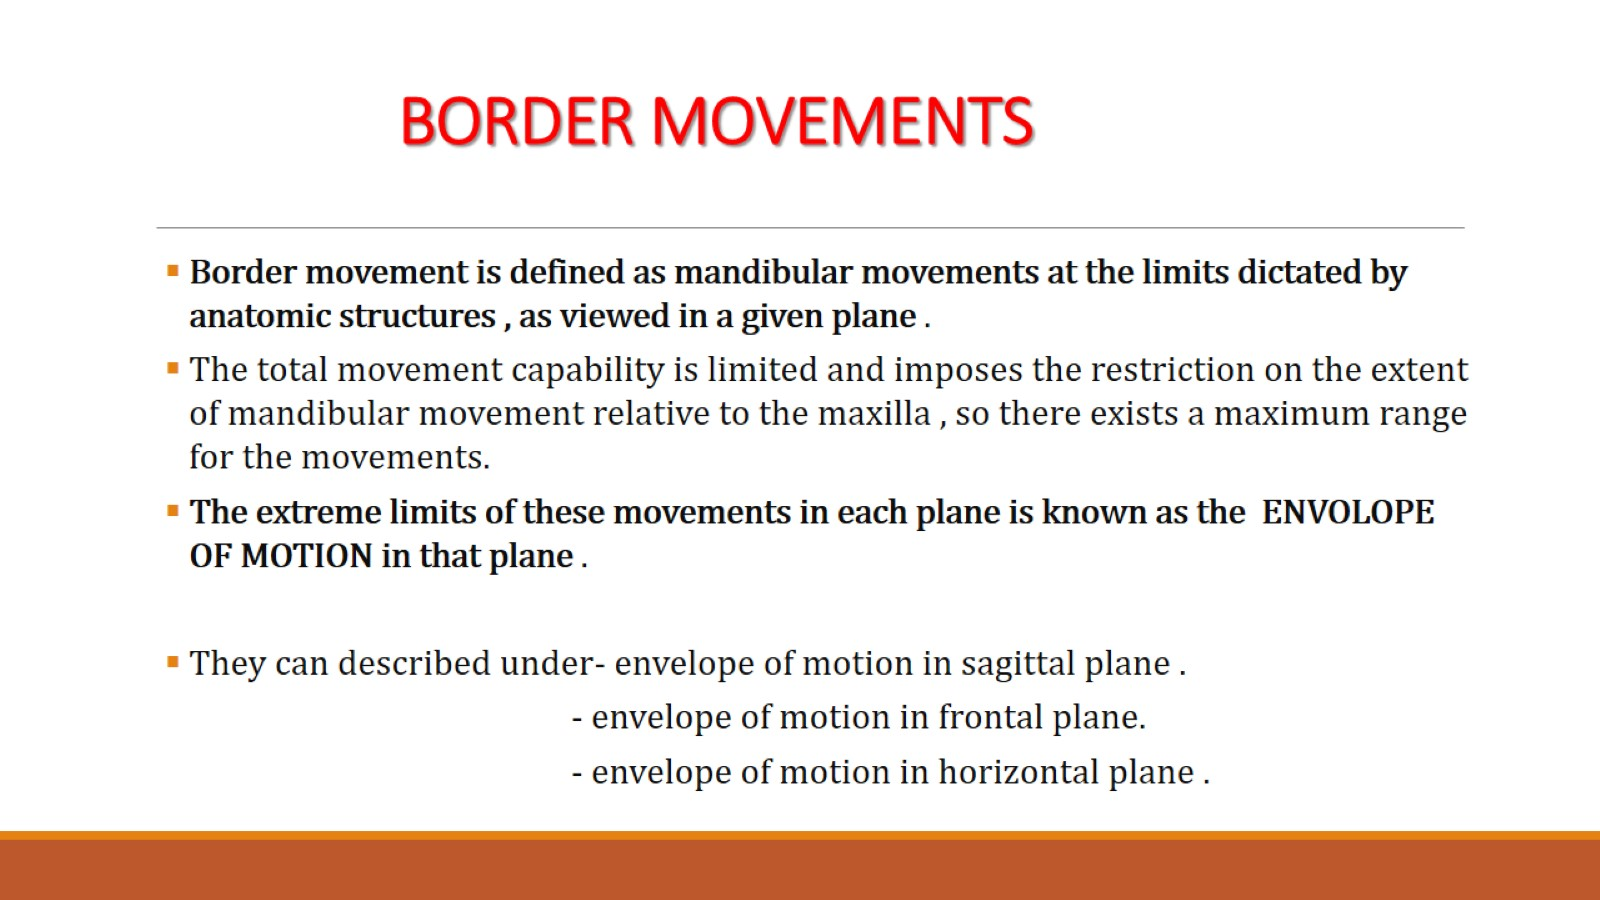 BORDER MOVEMENTS
▪ Border movement is defined as mandibular movements at the limits dictated by
anatomic structures , as viewed in a given plane .
▪ The total movement capability is limited and imposes the restriction on the extent
of mandibular movement relative to the maxilla , so there exists a maximum range
for the movements.
▪ The extreme limits of these movements in each plane is known as the ENVOLOPE
OF MOTION in that plane .
▪ They can described under- envelope of motion in sagittal plane .
- envelope of motion in frontal plane.
- envelope of motion in horizontal plane .